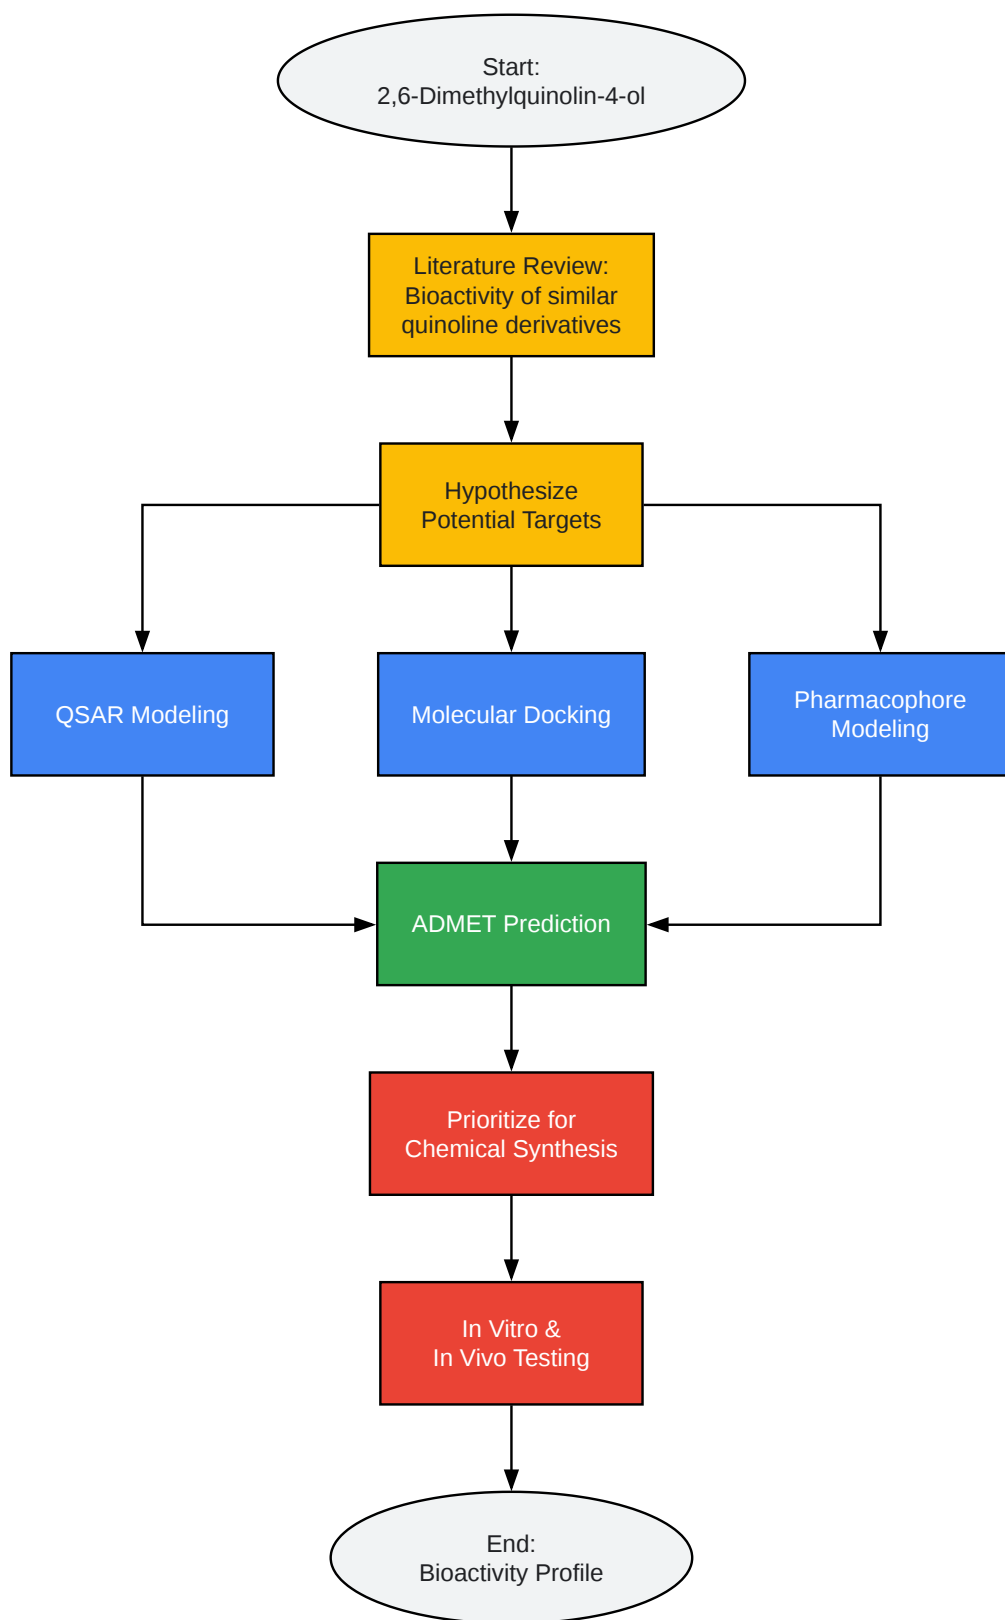 Start:
2,6-Dimethylquinolin-4-ol
Literature Review:
Bioactivity of similar
quinoline derivatives
Hypothesize
Potential Targets
QSAR Modeling
Molecular Docking
Pharmacophore
Modeling
ADMET Prediction
Prioritize for
Chemical Synthesis
In Vitro &
In Vivo Testing
End:
Bioactivity Profile